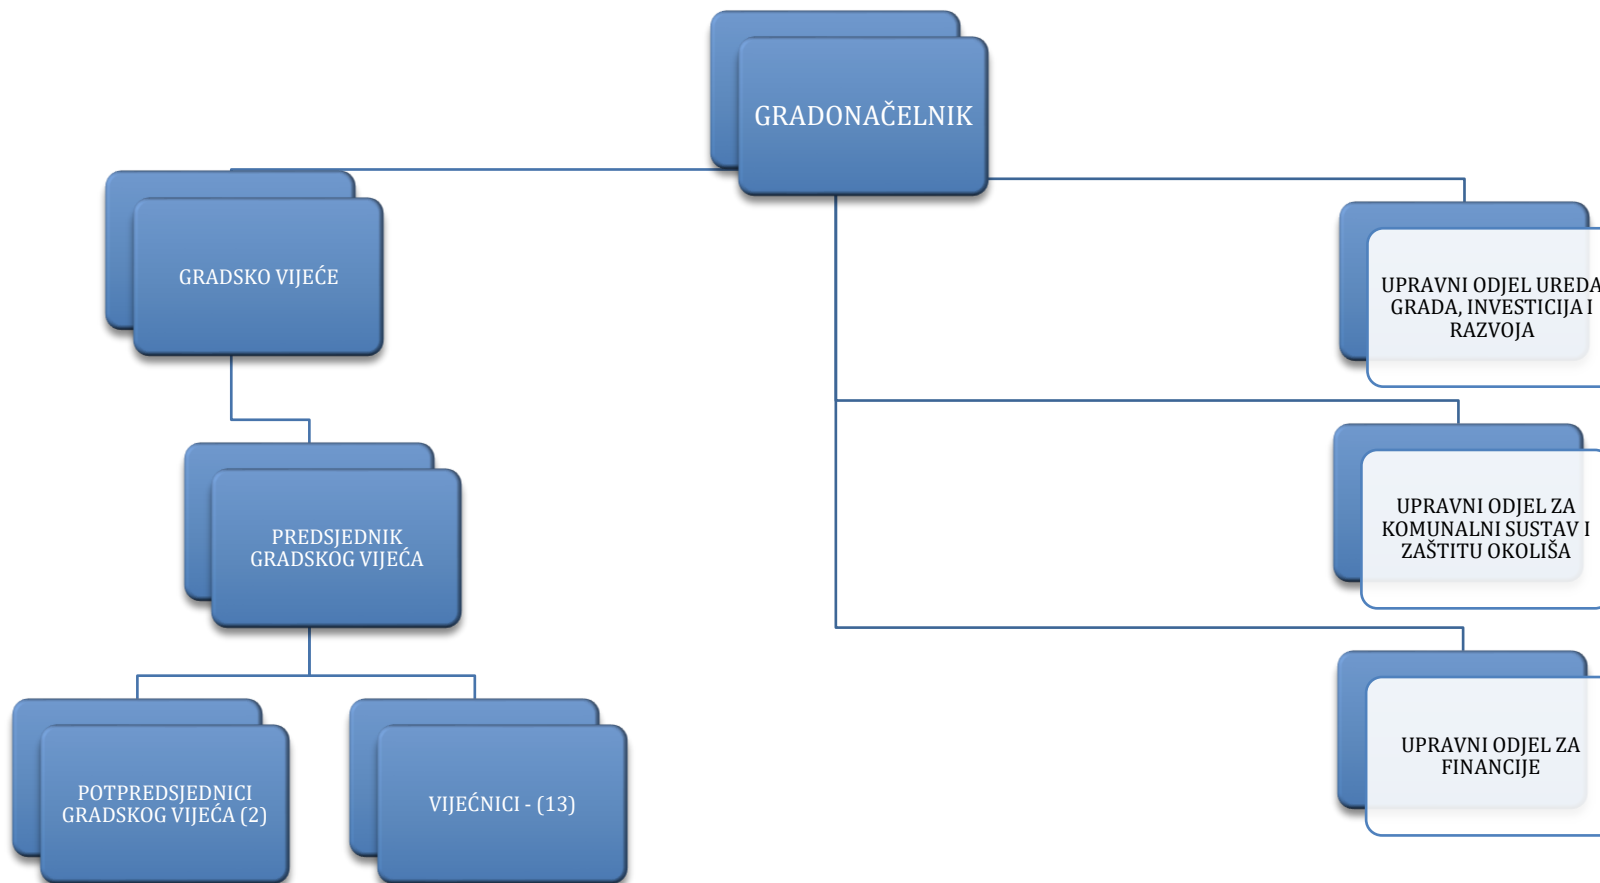 GRADONAČELNIK
GRADSKO VIJEĆE
PREDSJEDNIK
GRADSKOG VIJEĆA
POTPREDSJEDNICI
GRADSKOG VIJEĆA (2)
VIJEĆNICI - (13)
UPRAVNI ODJEL UREDA
GRADA, INVESTICIJA I
RAZVOJA
UPRAVNI ODJEL ZA
KOMUNALNI SUSTAV I
ZAŠTITU OKOLIŠA
UPRAVNI ODJEL ZA
FINANCIJE